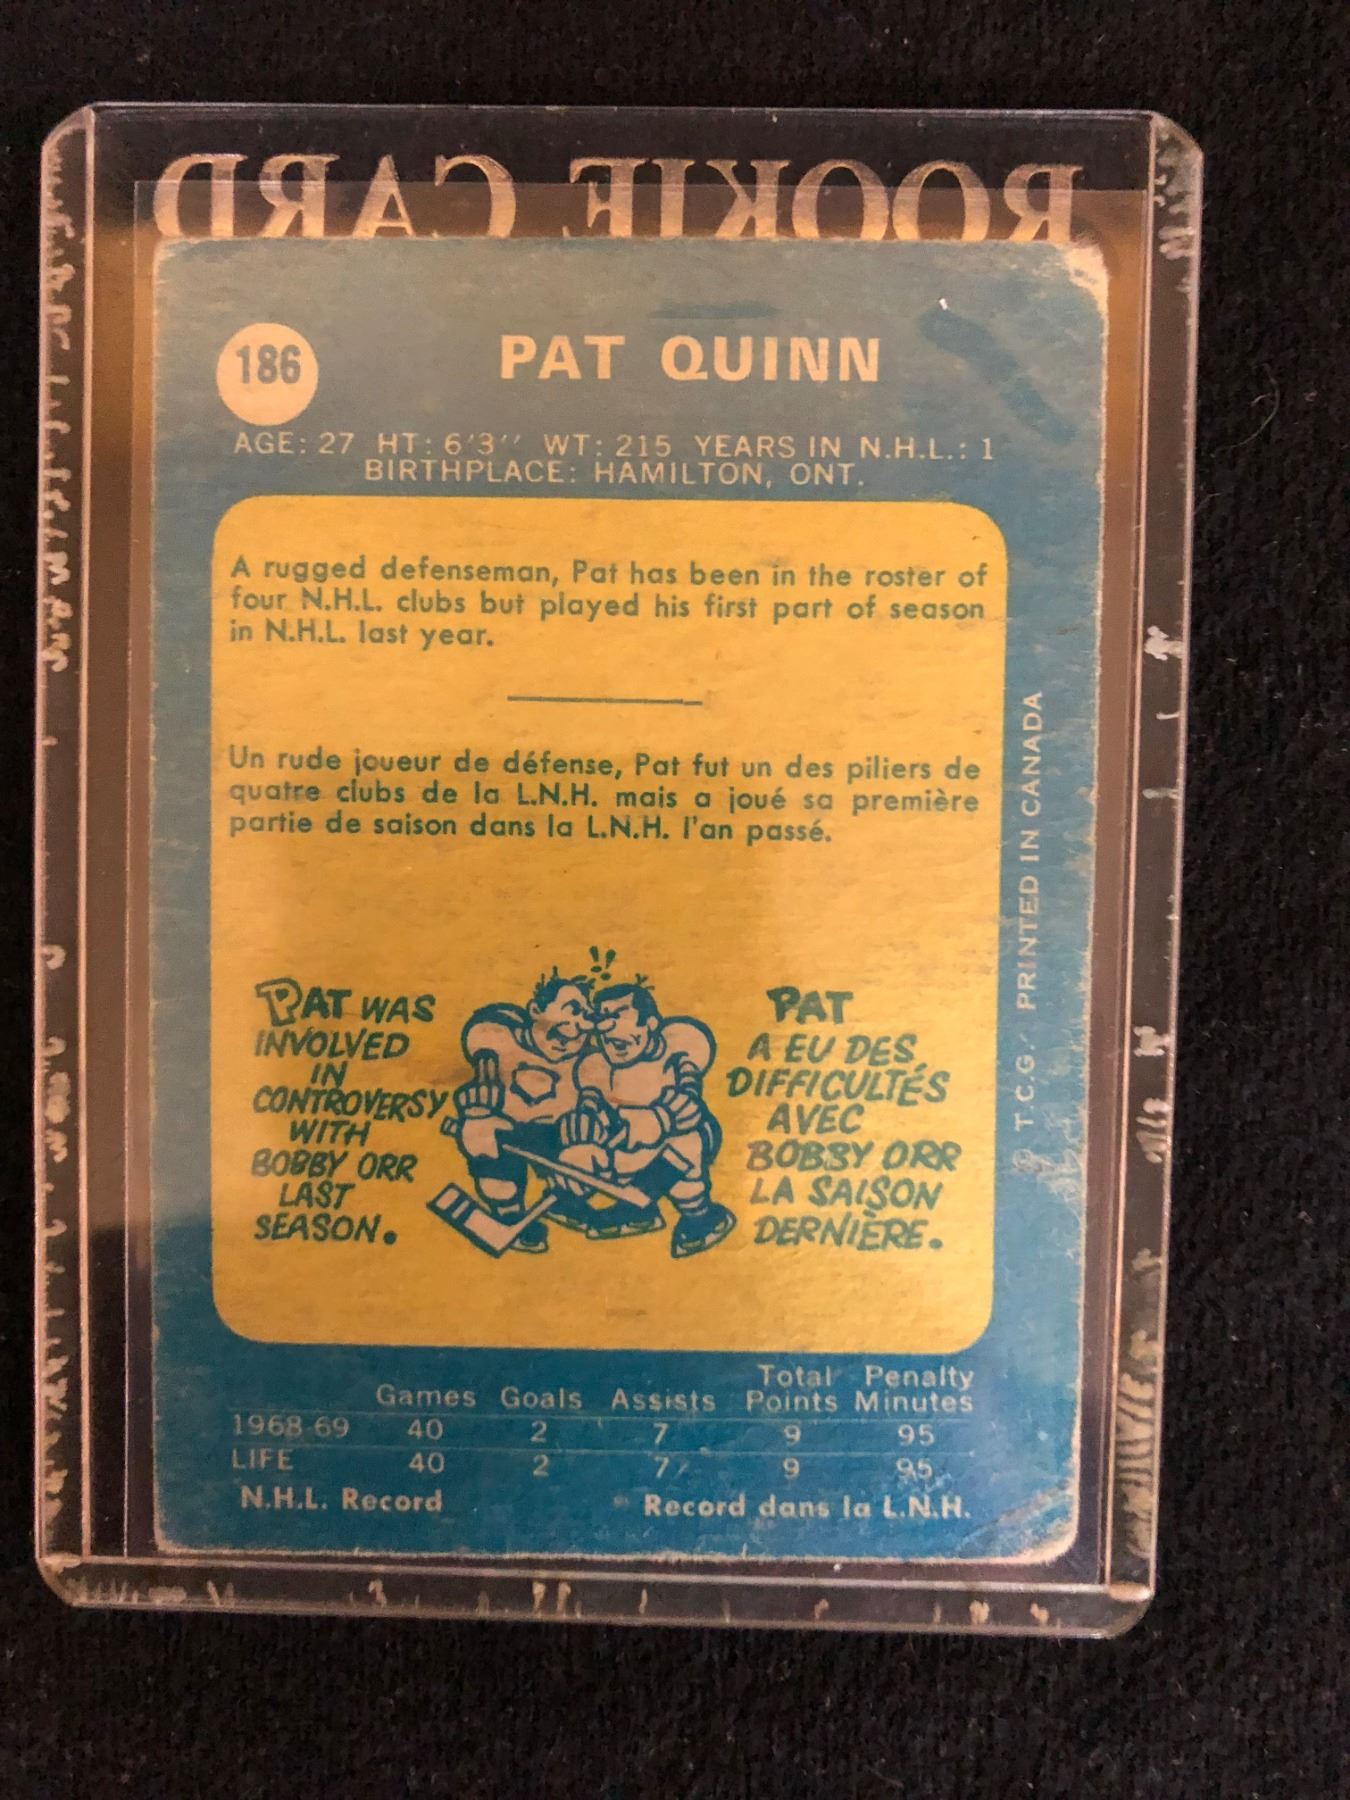 ROOKIE CARD
186
PAT QUINN
AGE: 27 HT: 6'3'' WT: 215 YEARS IN N.H.L.: 1
BIRTHPLACE: HAMILTON, ONT.
A rugged defenseman, Pat has been in the roster of
four N.H.L. clubs but played his first part of season
in N.H.L. last year.
Un rude joueur de défense, Pat fut un des piliers de
quatre clubs de la L.N.H. mais a joué sa première
partie de saison dans la L.N.H. l'an passé.
PAT WAS
INVOLVED
IN
CONTROVERSY
WITH
BOBBY ORR
LAST
SEASON.
!!
PAT
A EU DES
DIFFICULTÉS
AVEC
BOBBY ORR
LA SAISON
DERNIÈRE.
© T.C.G. PRINTED IN CANADA
Games Goals Assists Total Points Penalty Minutes
1968-69 40 2 7 9 95
LIFE 40 2 7 9 95
N.H.L. Record Record dans la L.N.H.